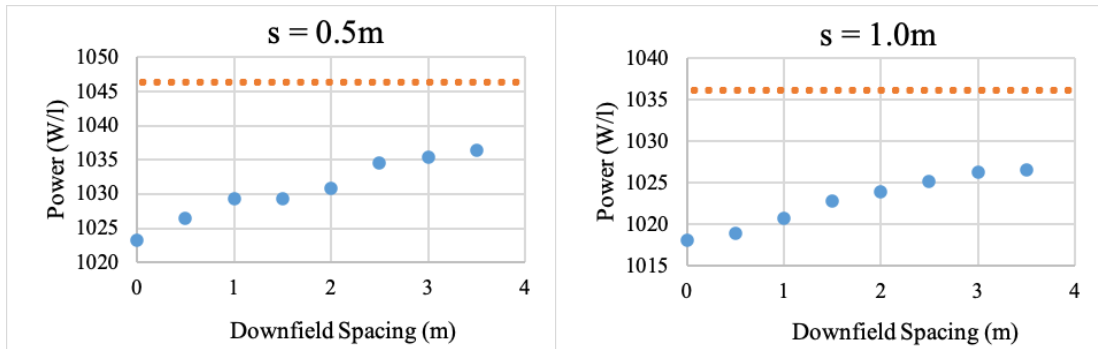 s = 0.5m
1050
1045
1040
1035
1030
1025
1020
Power (W/l)
0 1 2 3 4
Downfield Spacing (m)
s = 1.0m
1040
1035
1030
1025
1020
1015
Power (W/l)
0 1 2 3 4
Downfield Spacing (m)